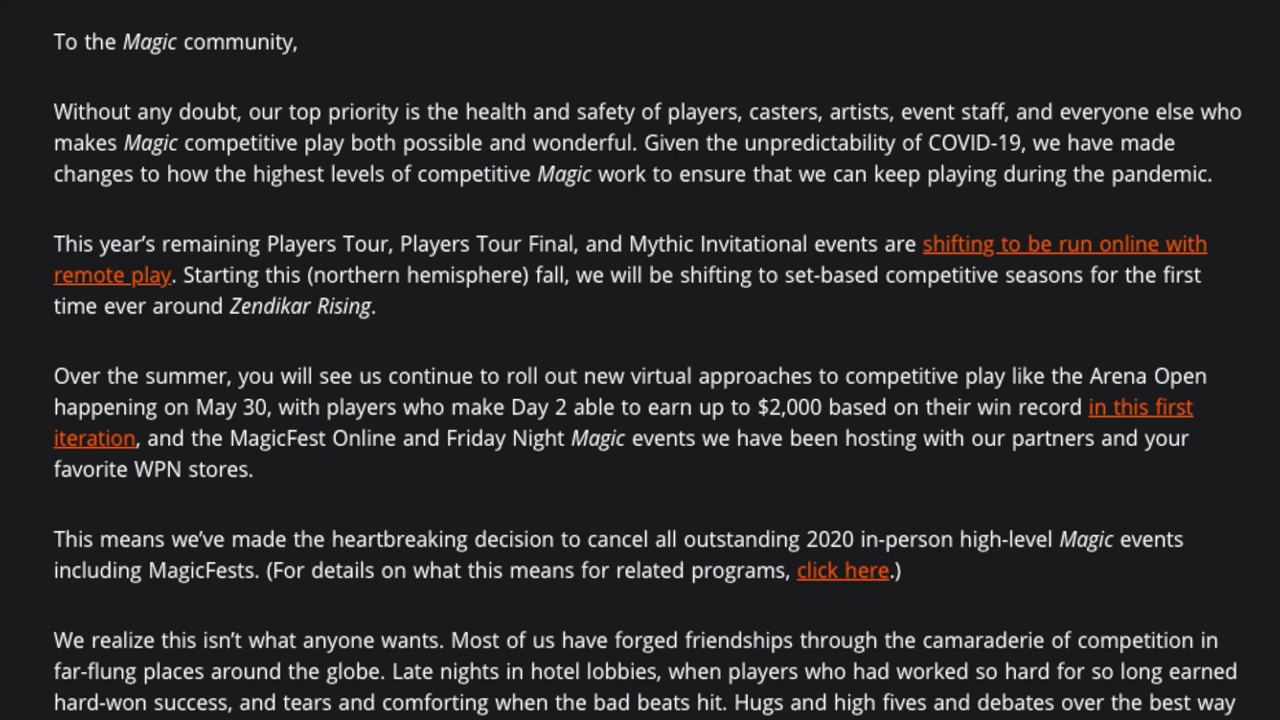 To the Magic community,
Without any doubt, our top priority is the health and safety of players, casters, artists, event staff, and everyone else who
makes Magic competitive play both possible and wonderful. Given the unpredictability of COVID-19, we have made
changes to how the highest levels of competitive Magic work to ensure that we can keep playing during the pandemic.
This year’s remaining Players Tour, Players Tour Final, and Mythic Invitational events are shifting to be run online with
remote play. Starting this (northern hemisphere) fall, we will be shifting to set-based competitive seasons for the first
time ever around Zendikar Rising.
Over the summer, you will see us continue to roll out new virtual approaches to competitive play like the Arena Open
happening on May 30, with players who make Day 2 able to earn up to $2,000 based on their win record in this first
iteration, and the MagicFest Online and Friday Night Magic events we have been hosting with our partners and your
favorite WPN stores.
This means we’ve made the heartbreaking decision to cancel all outstanding 2020 in-person high-level Magic events
including MagicFests. (For details on what this means for related programs, click here.)
We realize this isn’t what anyone wants. Most of us have forged friendships through the camaraderie of competition in
far-flung places around the globe. Late nights in hotel lobbies, when players who had worked so hard for so long earned
hard-won success, and tears and comforting when the bad beats hit. Hugs and high fives and debates over the best way